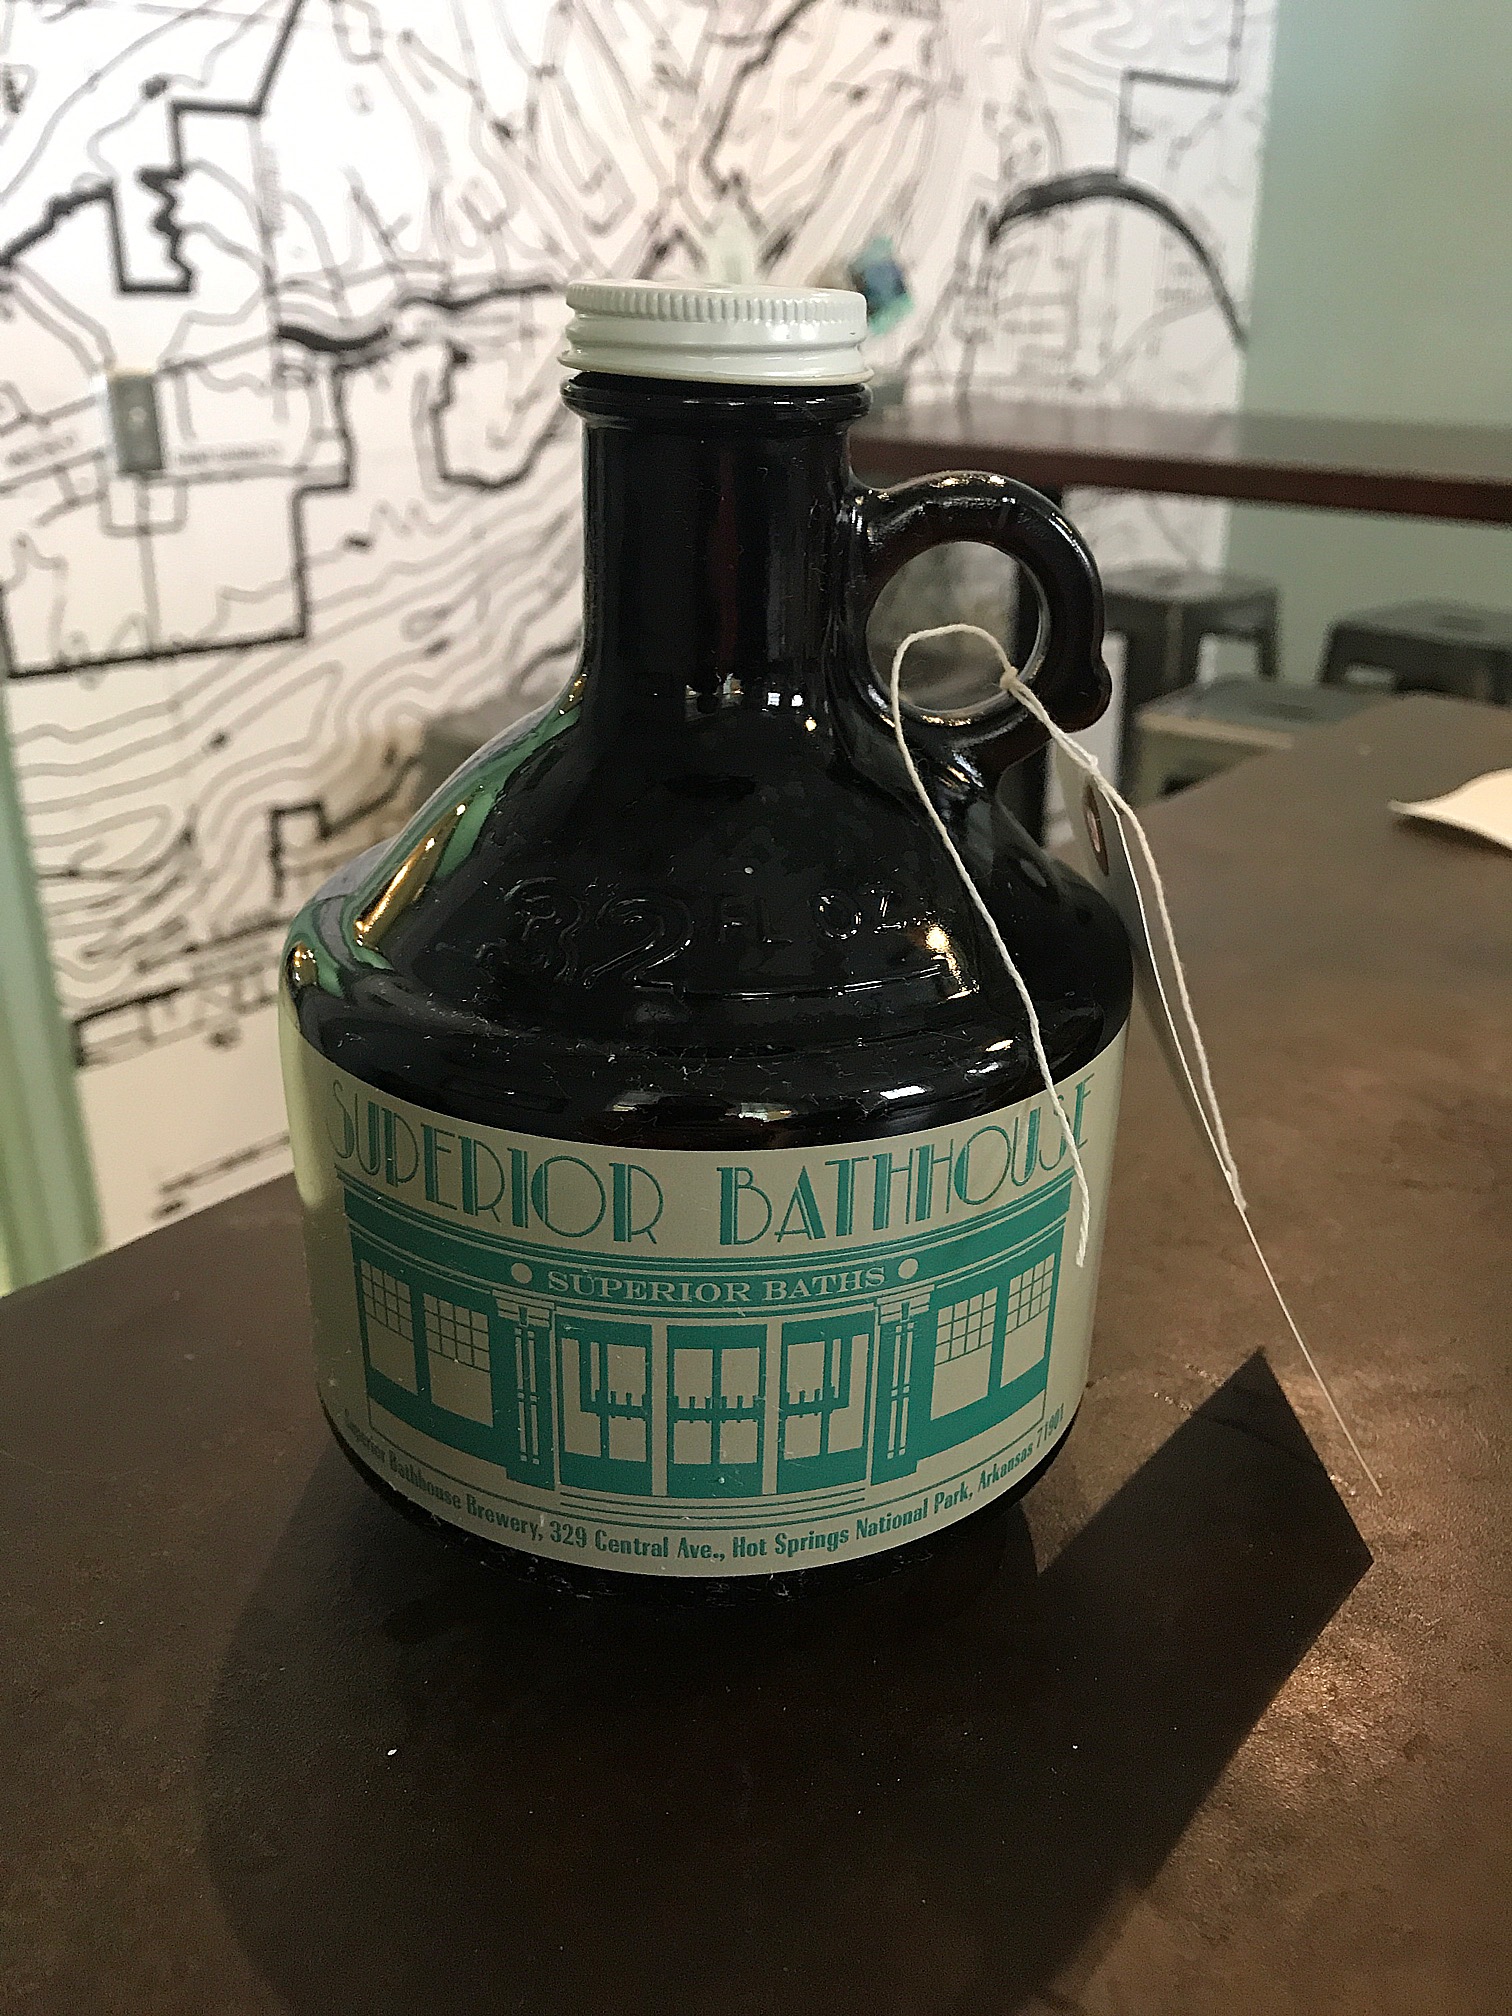 32 FL OZ
SUPERIOR BATHHOUSE
SUPERIOR BATHS
Superior Bathhouse Brewery, 329 Central Ave., Hot Springs National Park, Arkansas 71901